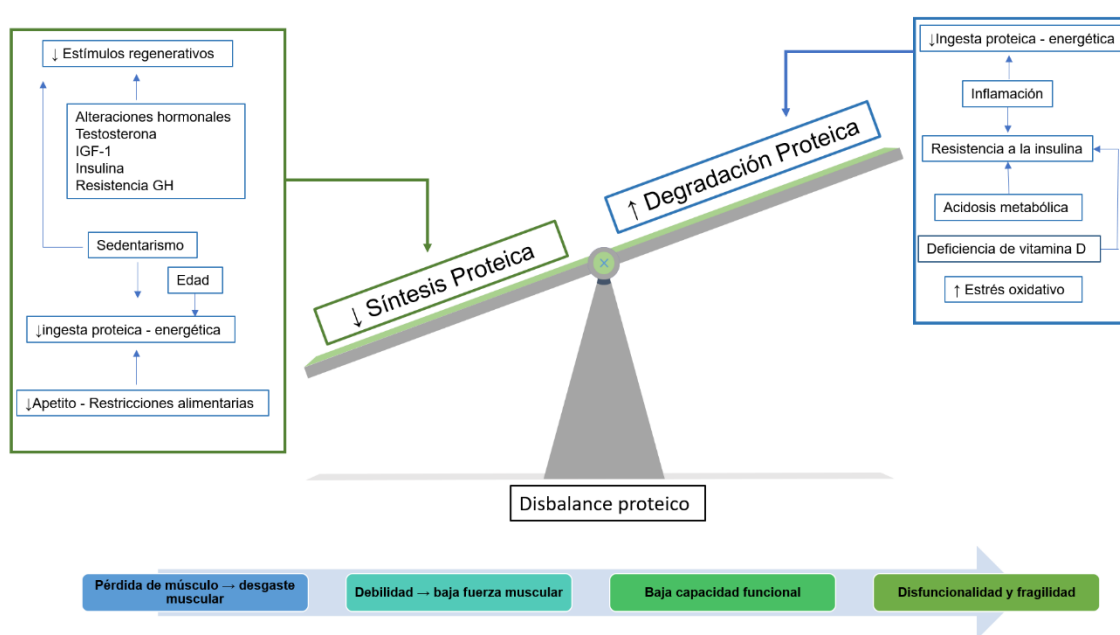 ↓ Estímulos regenerativos
Alteraciones hormonales
Testosterona
IGF-1
Insulina
Resistencia GH
Sedentarismo
Edad
↓ingesta proteica - energética
↓Apetito - Restricciones alimentarias
↓ Síntesis Proteica
↑ Degradación Proteica
↓Ingesta proteica - energética
Inflamación
Resistencia a la insulina
Acidosis metabólica
Deficiencia de vitamina D
↑ Estrés oxidativo
Disbalance proteico
Pérdida de músculo → desgaste
muscular
Debilidad → baja fuerza muscular
Baja capacidad funcional
Disfuncionalidad y fragilidad